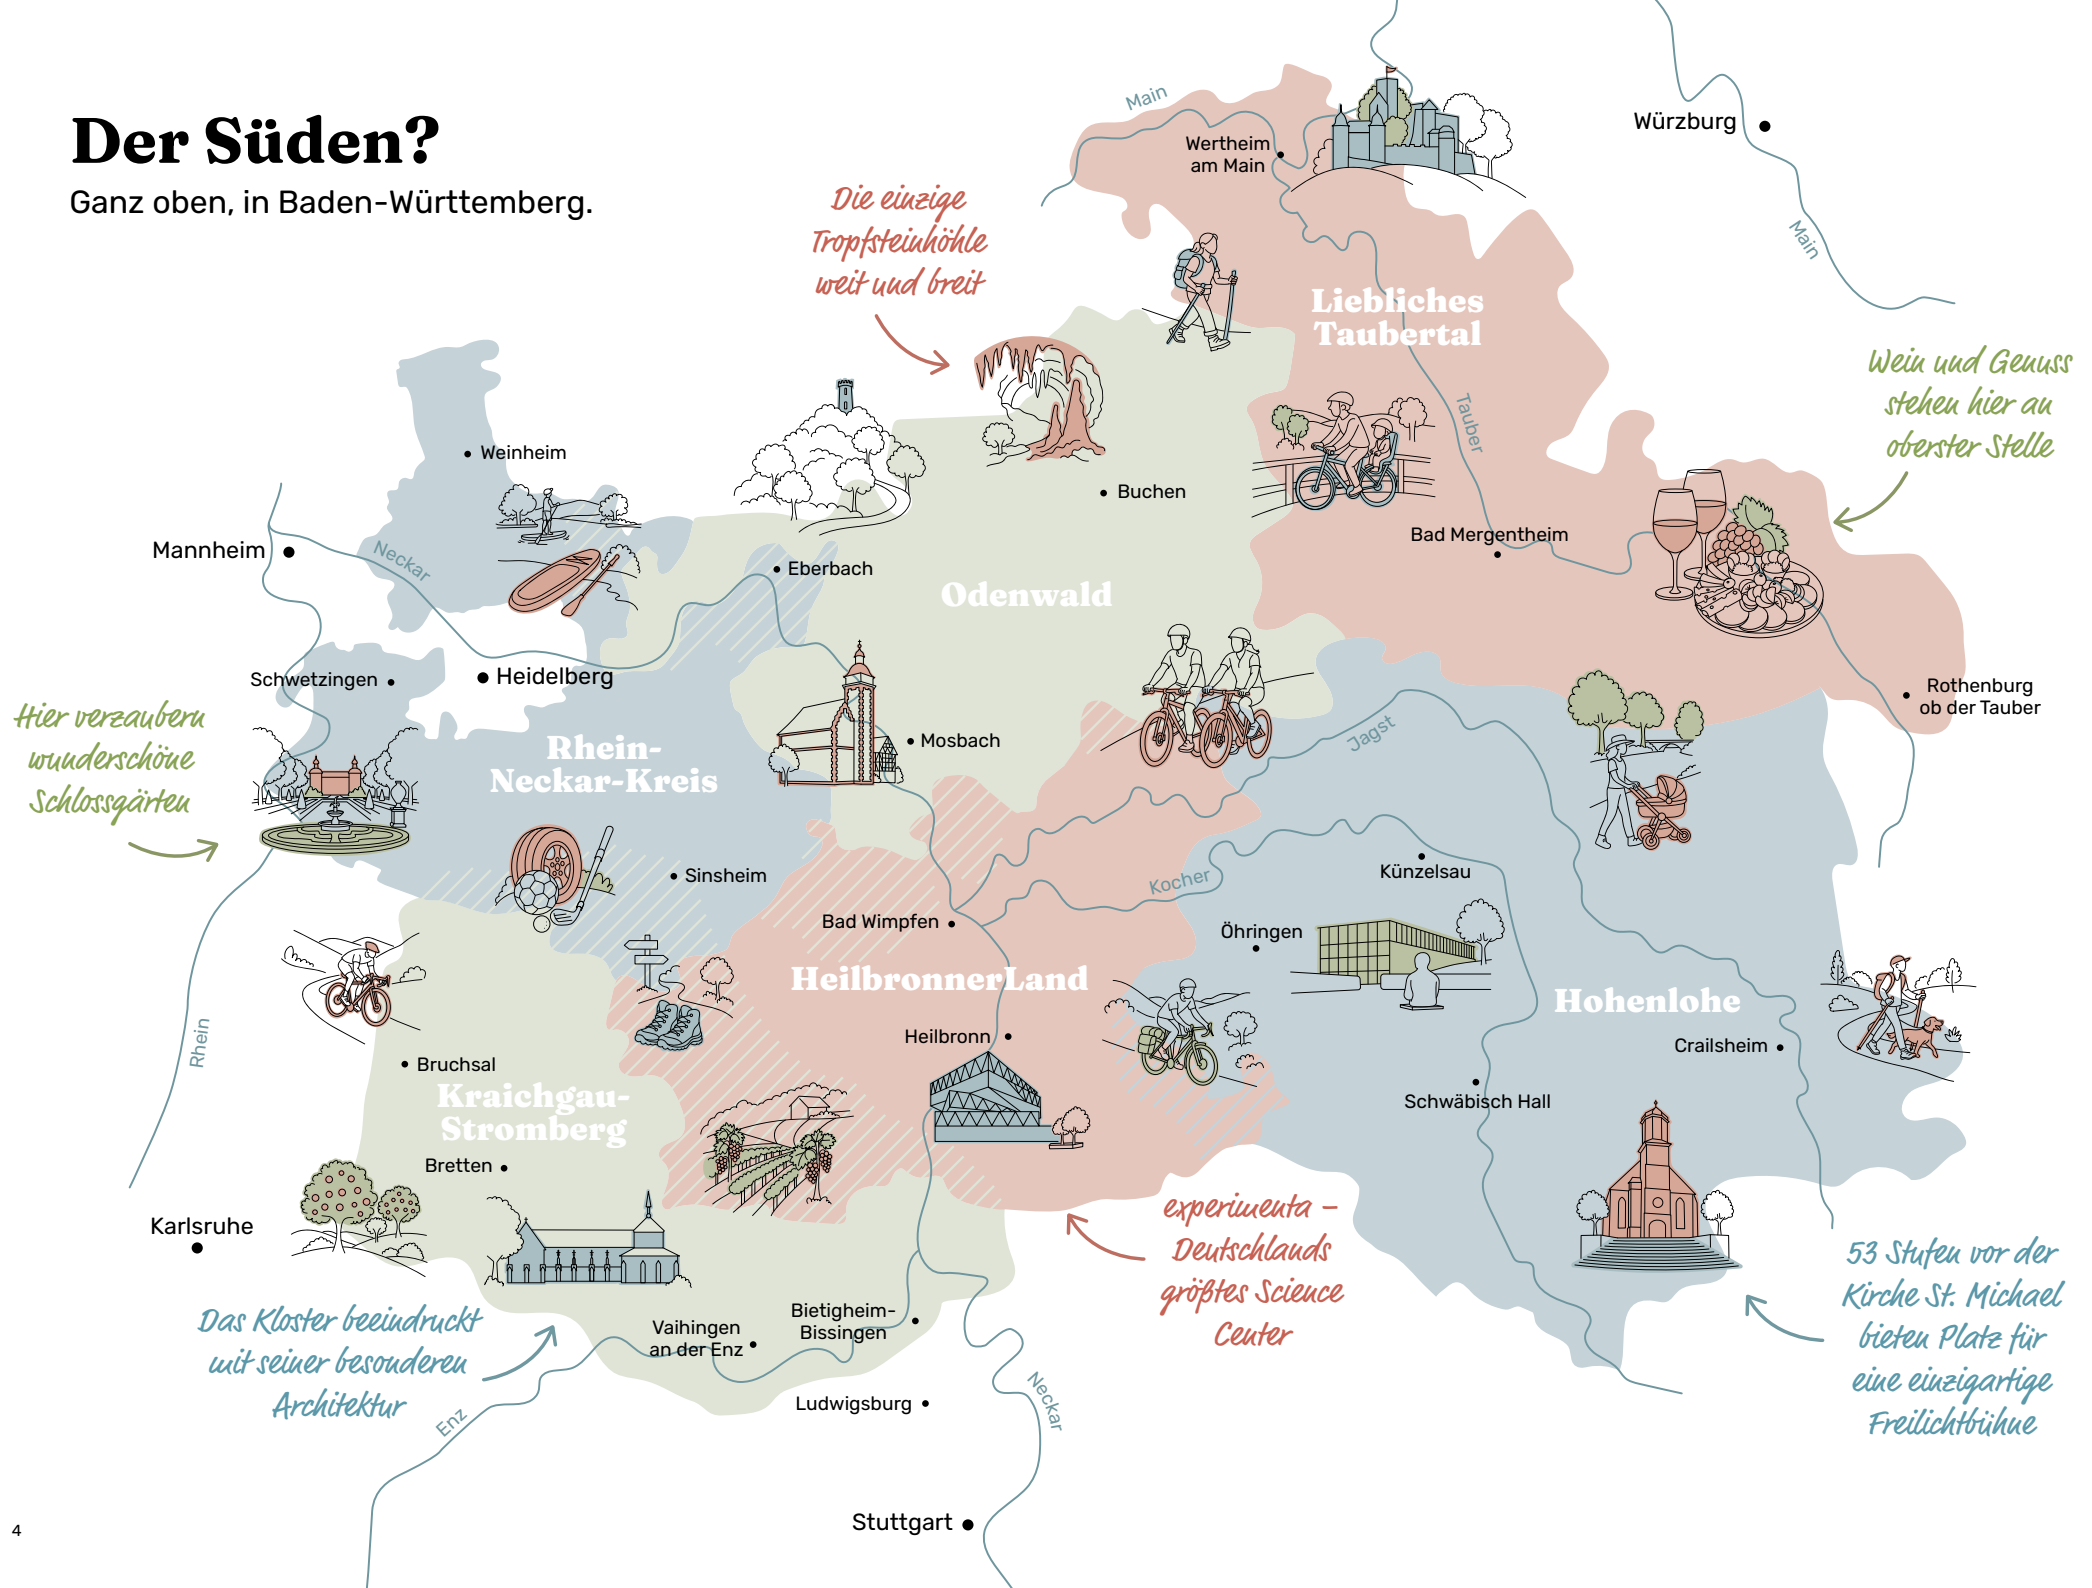 Der Süden?
Ganz oben, in Baden-Württemberg.
Main
Wertheim
am Main
Würzburg
Main
Die einzige
Tropfsteinhöhle
weit und breit
Liebliches
Taubertal
Tauber
Wein und Genuss
stehen hier an
oberster Stelle
Weinheim
Buchen
Bad Mergentheim
Mannheim
Neckar
Eberbach
Odenwald
Schwetzingen
Heidelberg
Rothenburg
ob der Tauber
Hier verzaubern
wunderschöne
Schlossgärten
Rhein-
Neckar-Kreis
Mosbach
Jagst
Sinsheim
Kocher
Künzelsau
Bad Wimpfen
Öhringen
HeilbronnerLand
Hohenlohe
Rhein
Heilbronn
Crailsheim
Bruchsal
Kraichgau-
Stromberg
Schwäbisch Hall
Bretten
Karlsruhe
experimenta –
Deutschlands
größtes Science
Center
53 Stufen vor der
Kirche St. Michael
bieten Platz für
eine einzigartige
Freilichtbühne
Das Kloster beeindruckt
mit seiner besonderen
Architektur
Vaihingen
an der Enz
Bietigheim-
Bissingen
Enz
Ludwigsburg
Neckar
Stuttgart
4